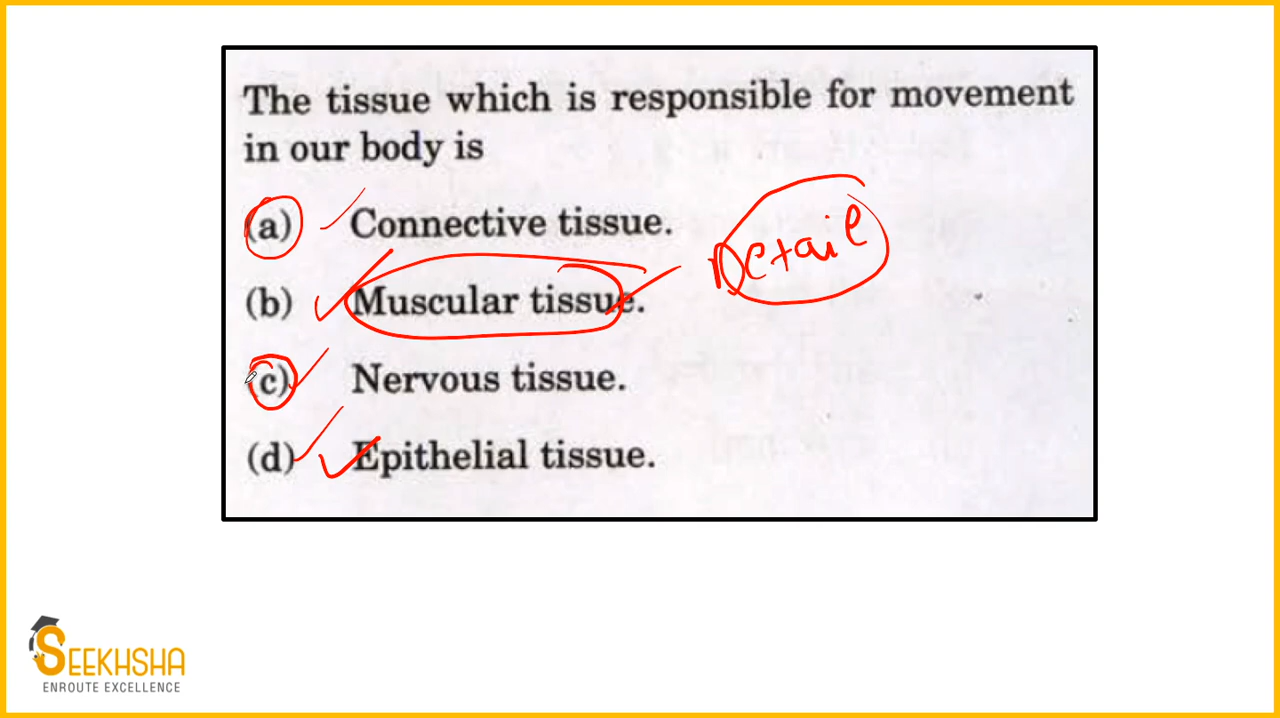 The tissue which is responsible for movement
in our body is
(a) Connective tissue.
(b) Muscular tissue.
Detail
(c) Nervous tissue.
(d) Epithelial tissue.
SEEKHSHA
ENROUTE EXCELLENCE